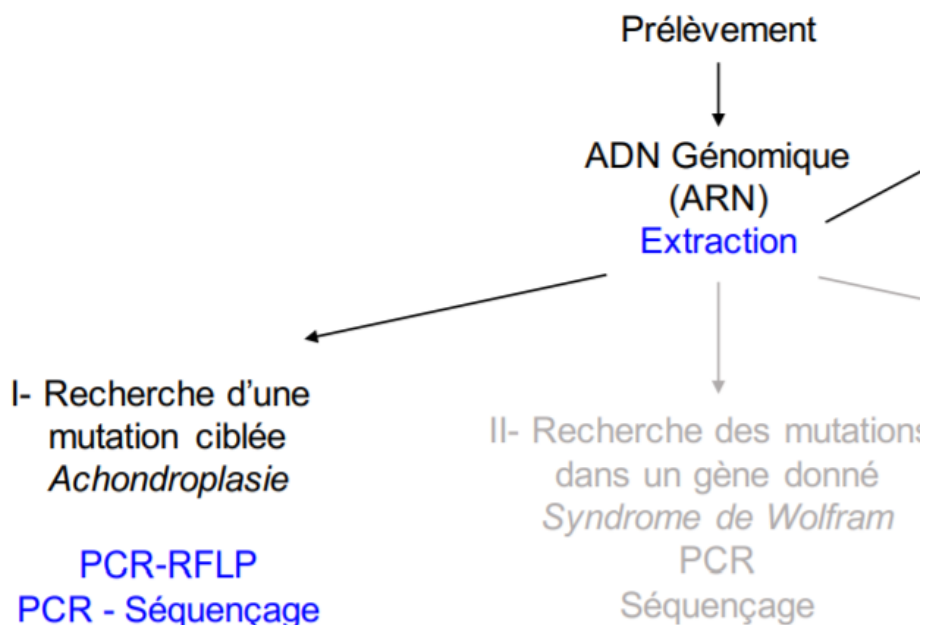 Prélèvement
ADN Génomique
(ARN)
Extraction
I- Recherche d'une
mutation ciblée
Achondroplasie
PCR-RFLP
PCR - Séquençage
II- Recherche des mutations
dans un gène donné
Syndrome de Wolfram
PCR
Séquençage